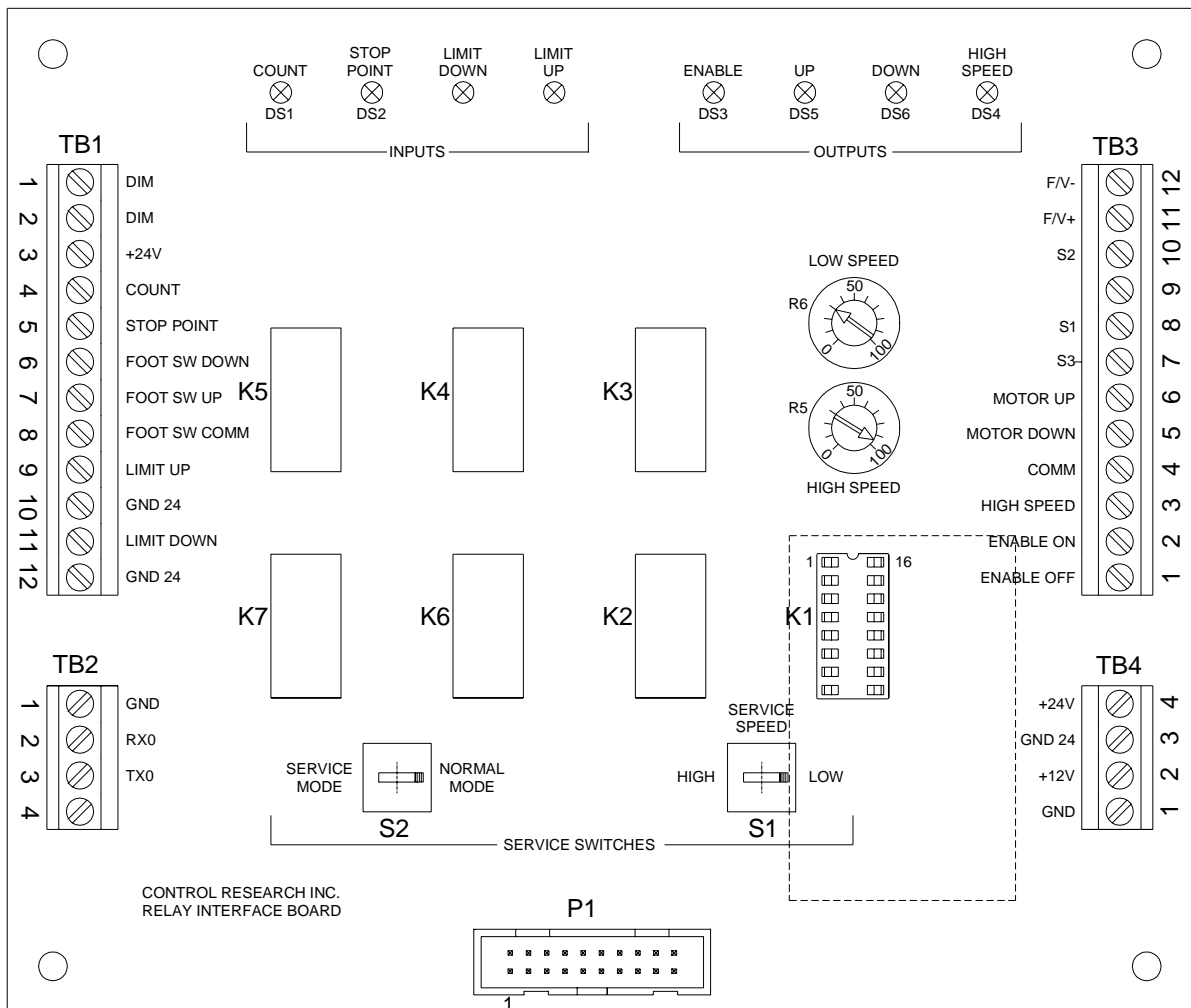 COUNT
DS1
STOP
POINT
DS2
LIMIT
DOWN
LIMIT
UP
INPUTS
ENABLE
DS3
UP
DS5
DOWN
DS6
HIGH
SPEED
DS4
OUTPUTS
TB1
1 DIM
2 DIM
3 +24V
4 COUNT
5 STOP POINT
6 FOOT SW DOWN
7 FOOT SW UP
8 FOOT SW COMM
9 LIMIT UP
10 GND 24
11 LIMIT DOWN
12 GND 24
TB3
F/V- 12
F/V+ 11
S2 10
9
S1 8
S3 7
MOTOR UP 6
MOTOR DOWN 5
COMM 4
HIGH SPEED 3
ENABLE ON 2
ENABLE OFF 1
LOW SPEED
R6
0
50
100
R5
0
50
100
HIGH SPEED
K5
K4
K3
K7
K6
K2
K1
1
16
TB2
1 GND
2 RX0
3 TX0
4
TB4
+24V 4
GND 24 3
+12V 2
GND 1
SERVICE
MODE
NORMAL
MODE
S2
SERVICE
SPEED
HIGH
LOW
S1
SERVICE SWITCHES
CONTROL RESEARCH INC.
RELAY INTERFACE BOARD
P1
1